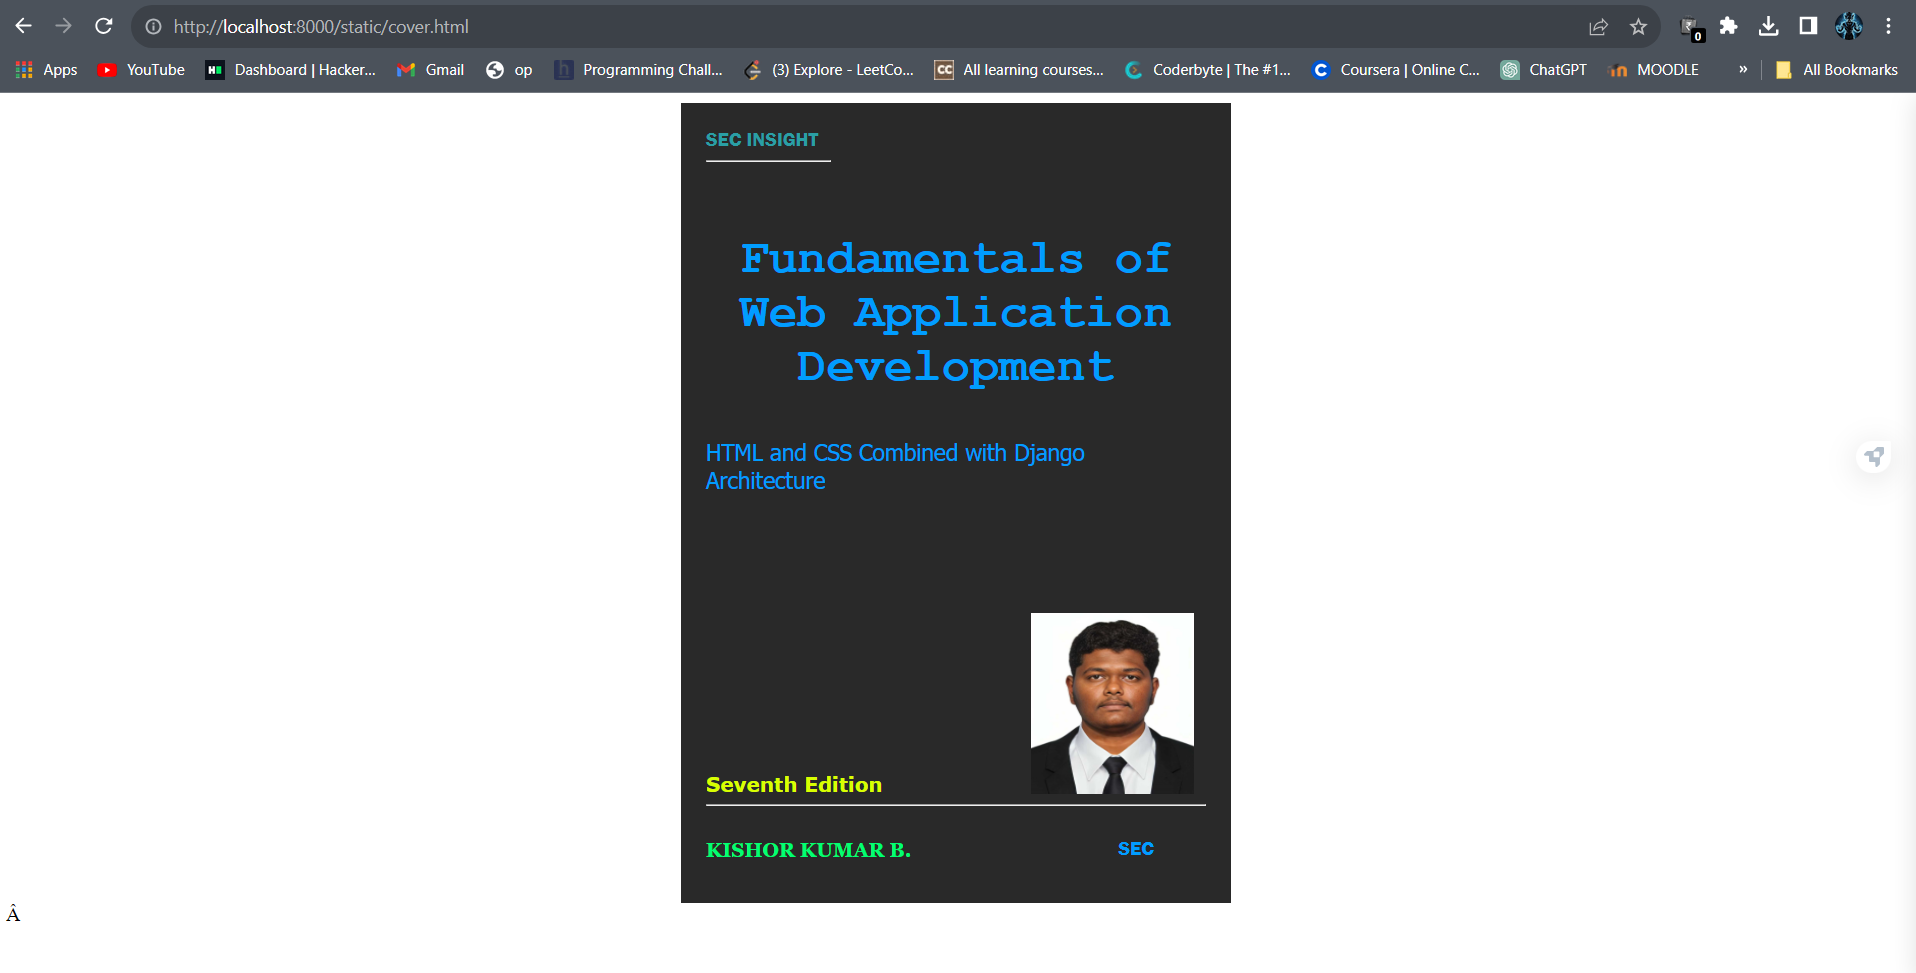 http://localhost:8000/static/cover.html
0
Apps
YouTube
Dashboard | Hacker...
Gmail
op
Programming Chall...
(3) Explore - LeetCo...
CC
All learning courses...
Coderbyte | The #1...
Coursera | Online C...
ChatGPT
MOODLE
»
All Bookmarks
SEC INSIGHT
Fundamentals of
Web Application
Development
HTML and CSS Combined with Django
Architecture
Seventh Edition
KISHOR KUMAR B.
SEC
Â